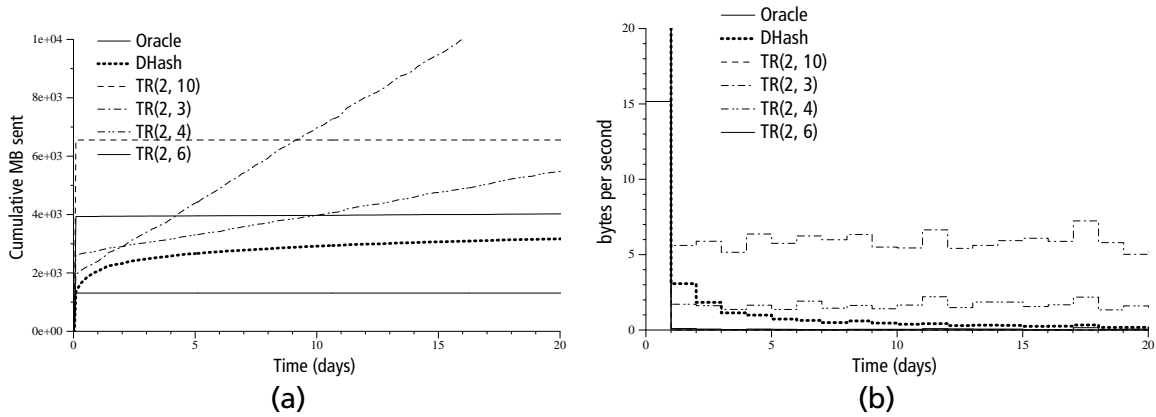 1e+04
8e+03
6e+03
4e+03
2e+03
0e+00
Cumulative MB sent
Oracle
DHash
TR(2, 10)
TR(2, 3)
TR(2, 4)
TR(2, 6)
0 5 10 15 20
Time (days)
(a)
20
15
10
5
0
bytes per second
Oracle
DHash
TR(2, 10)
TR(2, 3)
TR(2, 4)
TR(2, 6)
0 5 10 15 20
Time (days)
(b)